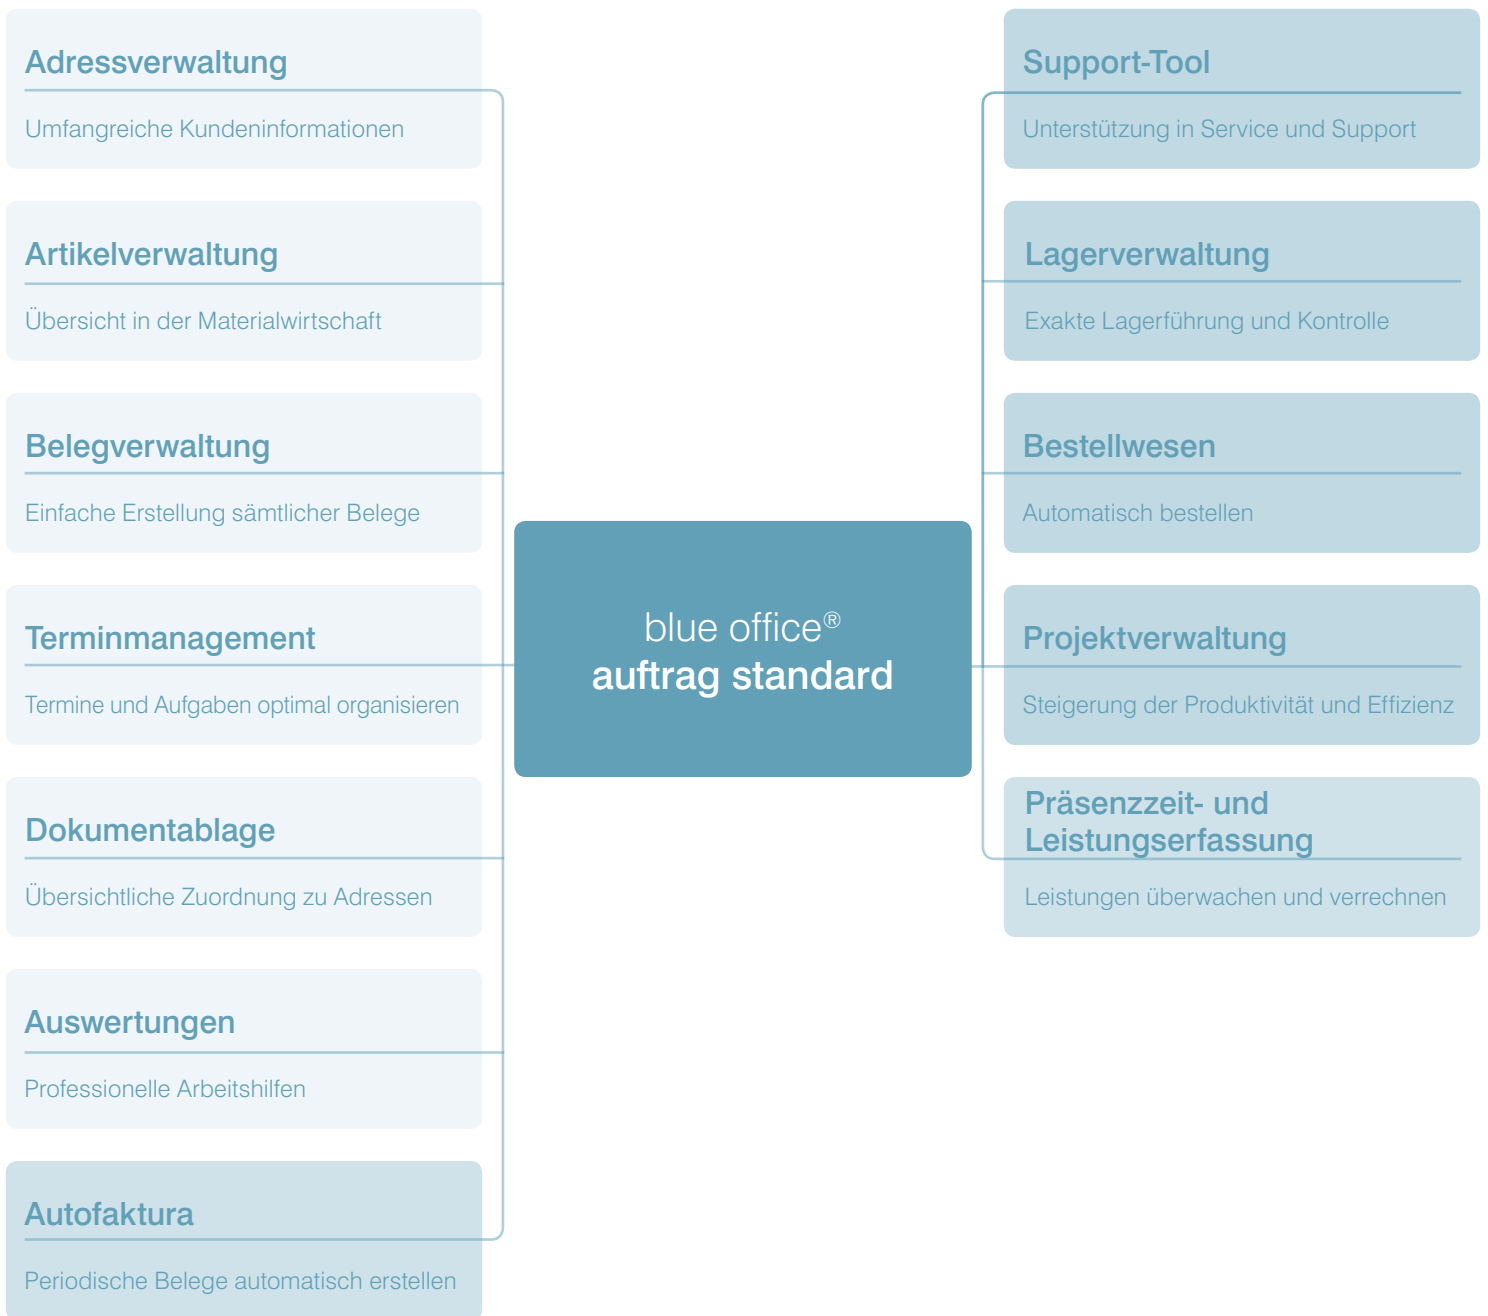 Adressverwaltung
Umfangreiche Kundeninformationen
Artikelverwaltung
Übersicht in der Materialwirtschaft
Belegverwaltung
Einfache Erstellung sämtlicher Belege
Terminmanagement
Termine und Aufgaben optimal organisieren
Dokumentablage
Übersichtliche Zuordnung zu Adressen
Auswertungen
Professionelle Arbeitshilfen
Autofaktura
Periodische Belege automatisch erstellen
blue office®
auftrag standard
Support-Tool
Unterstützung in Service und Support
Lagerverwaltung
Exakte Lagerführung und Kontrolle
Bestellwesen
Automatisch bestellen
Projektverwaltung
Steigerung der Produktivität und Effizienz
Präsenzzeit- und
Leistungserfassung
Leistungen überwachen und verrechnen